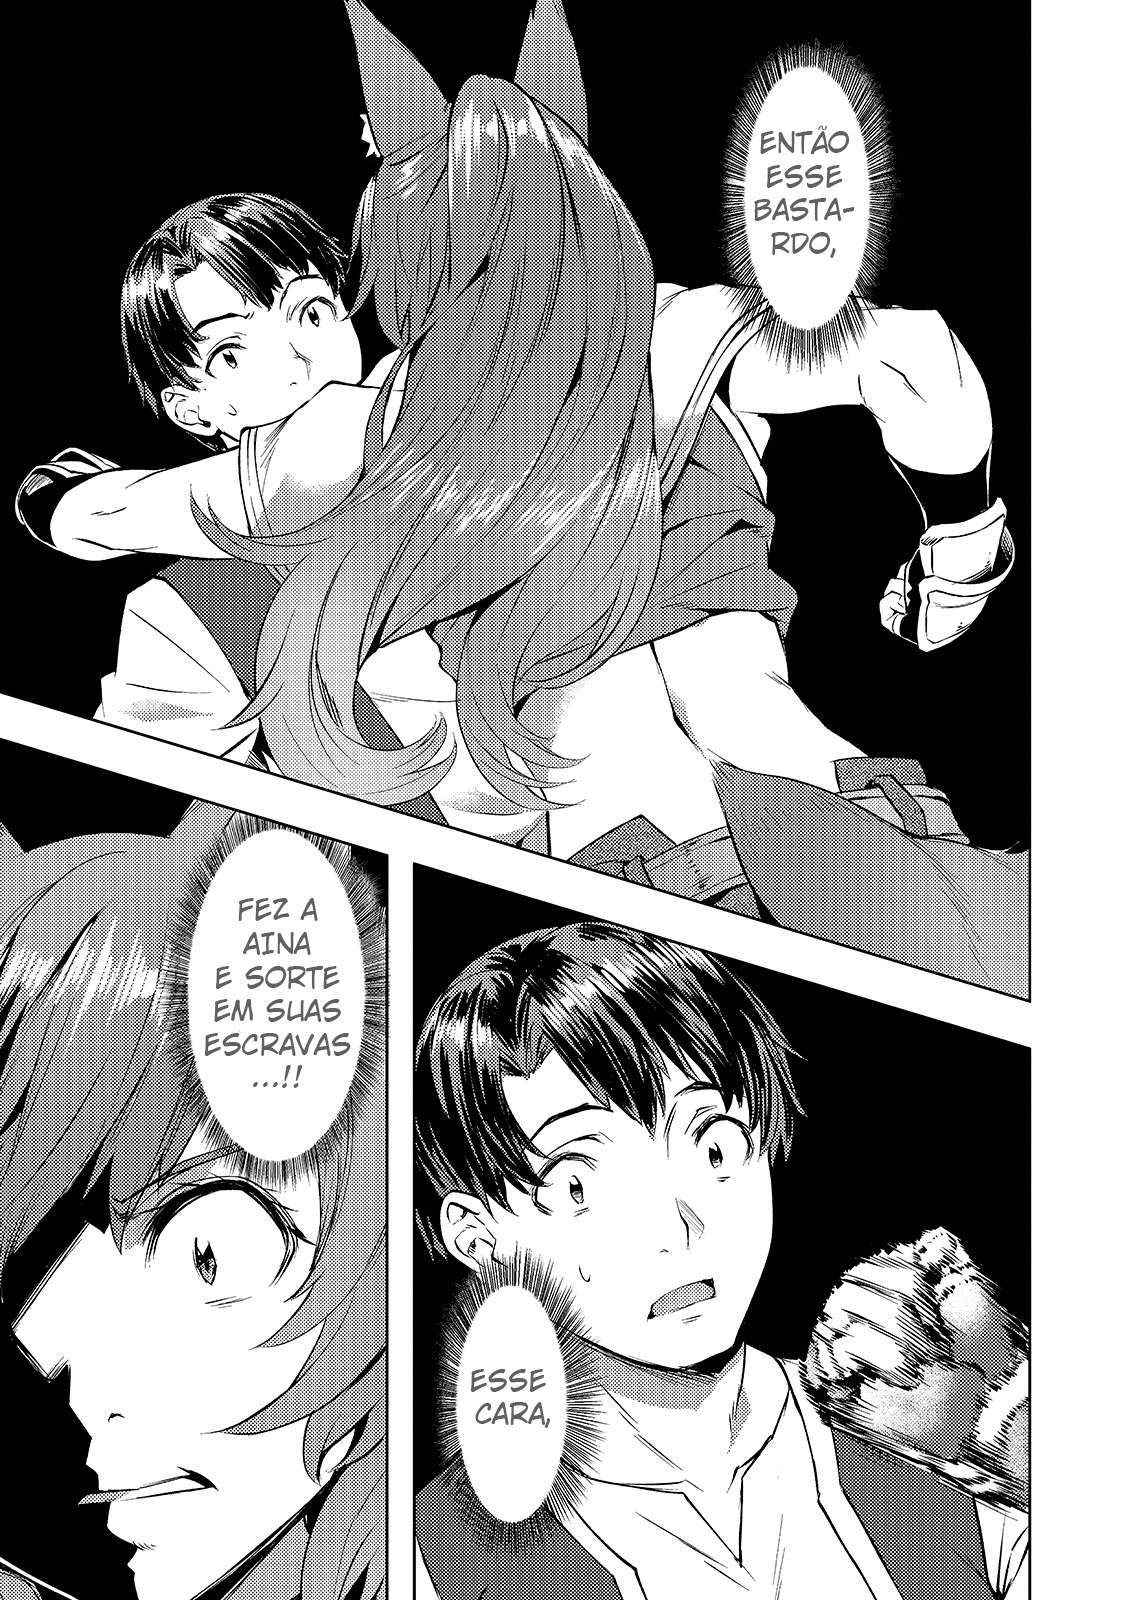 ENTÃO
ESSE
BASTA-
RDO,
ESSE
CARA,
FEZ A
AINA
E SORTE
EM SUAS
ESCRAVAS
...!!